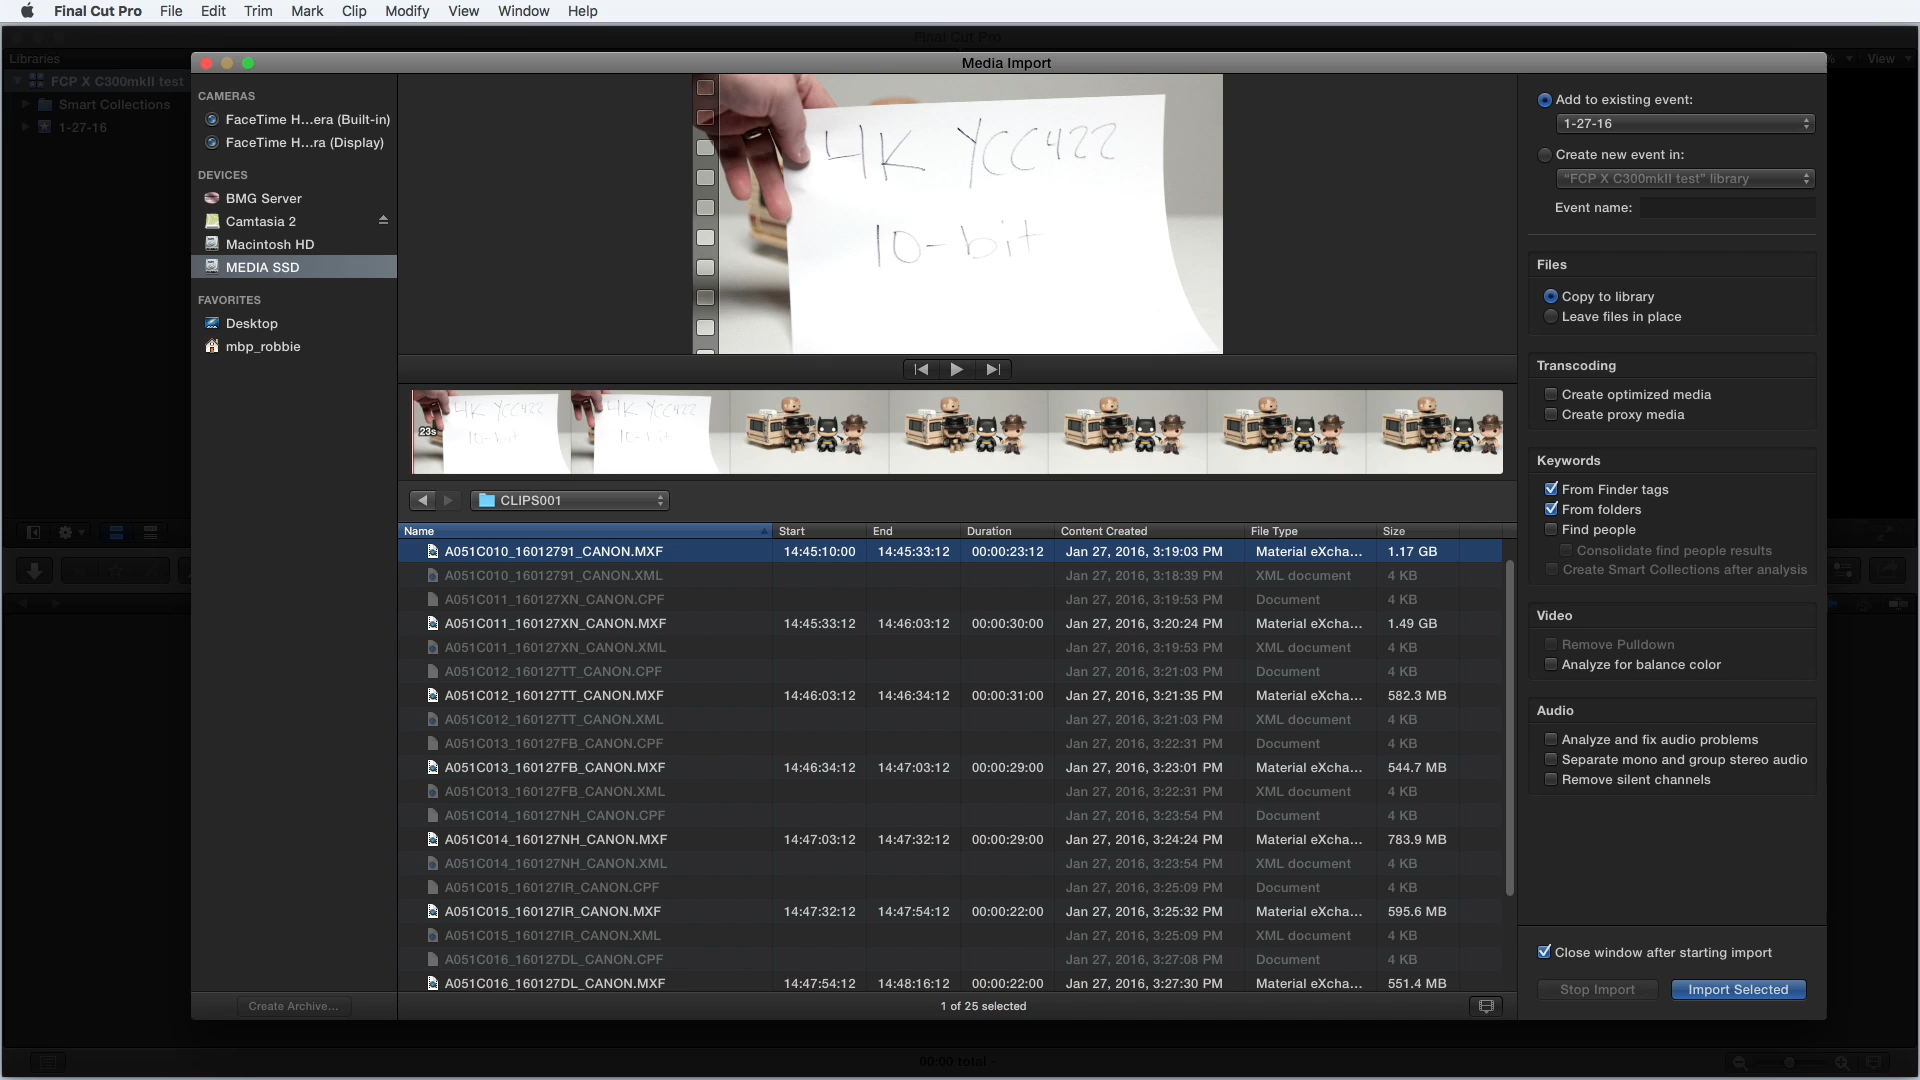 Final Cut Pro File Edit Trim Mark Clip Modify View Window Help
Final Cut Pro
Libraries
FCP X C300mkII test
Smart Collections
1-27-16
View
Media Import
CAMERAS
FaceTime H...era (Built-in)
FaceTime H...ra (Display)
DEVICES
BMG Server
Camtasia 2
Macintosh HD
MEDIA SSD
FAVORITES
Desktop
mbp_robbie
Create Archive...
4K YCC422
10-bit
23s
4K YCC422
10-bit
4K YCC422
10-bit
CLIPS001
Name Start End Duration Content Created File Type Size
A051C010_16012791_CANON.MXF 14:45:10:00 14:45:33:12 00:00:23:12 Jan 27, 2016, 3:19:03 PM Material eXcha... 1.17 GB
A051C010_16012791_CANON.XML Jan 27, 2016, 3:18:39 PM XML document 4 KB
A051C011_160127XN_CANON.CPF Jan 27, 2016, 3:19:53 PM Document 4 KB
A051C011_160127XN_CANON.MXF 14:45:33:12 14:46:03:12 00:00:30:00 Jan 27, 2016, 3:20:24 PM Material eXcha... 1.49 GB
A051C011_160127XN_CANON.XML Jan 27, 2016, 3:19:53 PM XML document 4 KB
A051C012_160127TT_CANON.CPF Jan 27, 2016, 3:21:03 PM Document 4 KB
A051C012_160127TT_CANON.MXF 14:46:03:12 14:46:34:12 00:00:31:00 Jan 27, 2016, 3:21:35 PM Material eXcha... 582.3 MB
A051C012_160127TT_CANON.XML Jan 27, 2016, 3:21:03 PM XML document 4 KB
A051C013_160127FB_CANON.CPF Jan 27, 2016, 3:22:31 PM Document 4 KB
A051C013_160127FB_CANON.MXF 14:46:34:12 14:47:03:12 00:00:29:00 Jan 27, 2016, 3:23:01 PM Material eXcha... 544.7 MB
A051C013_160127FB_CANON.XML Jan 27, 2016, 3:22:31 PM XML document 4 KB
A051C014_160127NH_CANON.CPF Jan 27, 2016, 3:23:54 PM Document 4 KB
A051C014_160127NH_CANON.MXF 14:47:03:12 14:47:32:12 00:00:29:00 Jan 27, 2016, 3:24:24 PM Material eXcha... 783.9 MB
A051C014_160127NH_CANON.XML Jan 27, 2016, 3:23:54 PM XML document 4 KB
A051C015_160127IR_CANON.CPF Jan 27, 2016, 3:25:09 PM Document 4 KB
A051C015_160127IR_CANON.MXF 14:47:32:12 14:47:54:12 00:00:22:00 Jan 27, 2016, 3:25:32 PM Material eXcha... 595.6 MB
A051C015_160127IR_CANON.XML Jan 27, 2016, 3:25:09 PM XML document 4 KB
A051C016_160127DL_CANON.CPF Jan 27, 2016, 3:27:08 PM Document 4 KB
A051C016_160127DL_CANON.MXF 14:47:54:12 14:48:16:12 00:00:22:00 Jan 27, 2016, 3:27:30 PM Material eXcha... 551.4 MB
1 of 25 selected
Add to existing event:
1-27-16
Create new event in:
"FCP X C300mkII test" library
Event name:
Files
Copy to library
Leave files in place
Transcoding
Create optimized media
Create proxy media
Keywords
From Finder tags
From folders
Find people
Consolidate find people results
Create Smart Collections after analysis
Video
Remove Pulldown
Analyze for balance color
Audio
Analyze and fix audio problems
Separate mono and group stereo audio
Remove silent channels
Close window after starting import
Stop Import Import Selected
00:00 total